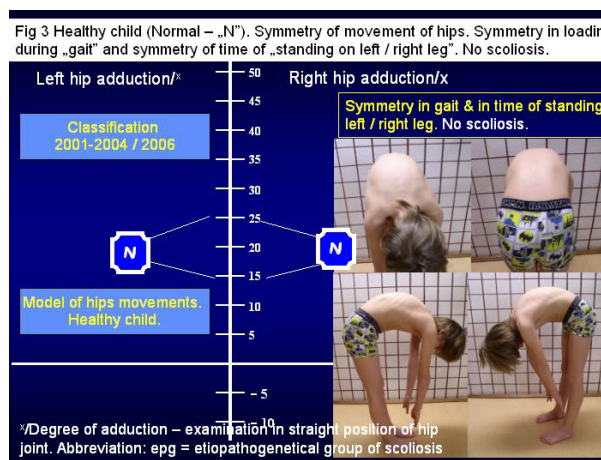 Fig 3 Healthy child (Normal – „N"). Symmetry of movement of hips. Symmetry in loadin
during „gait" and symmetry of time of „standing on left / right leg". No scoliosis.
Left hip adduction/x
Right hip adduction/x
50
45
40
35
30
25
20
15
10
5
- 5
- 10
Classification
2001-2004 / 2006
Symmetry in gait & in time of standing
left / right leg. No scoliosis.
N
N
Model of hips movements.
Healthy child.
x/Degree of adduction – examination in straight position of hip
joint. Abbreviation: epg = etiopathogenetical group of scoliosis